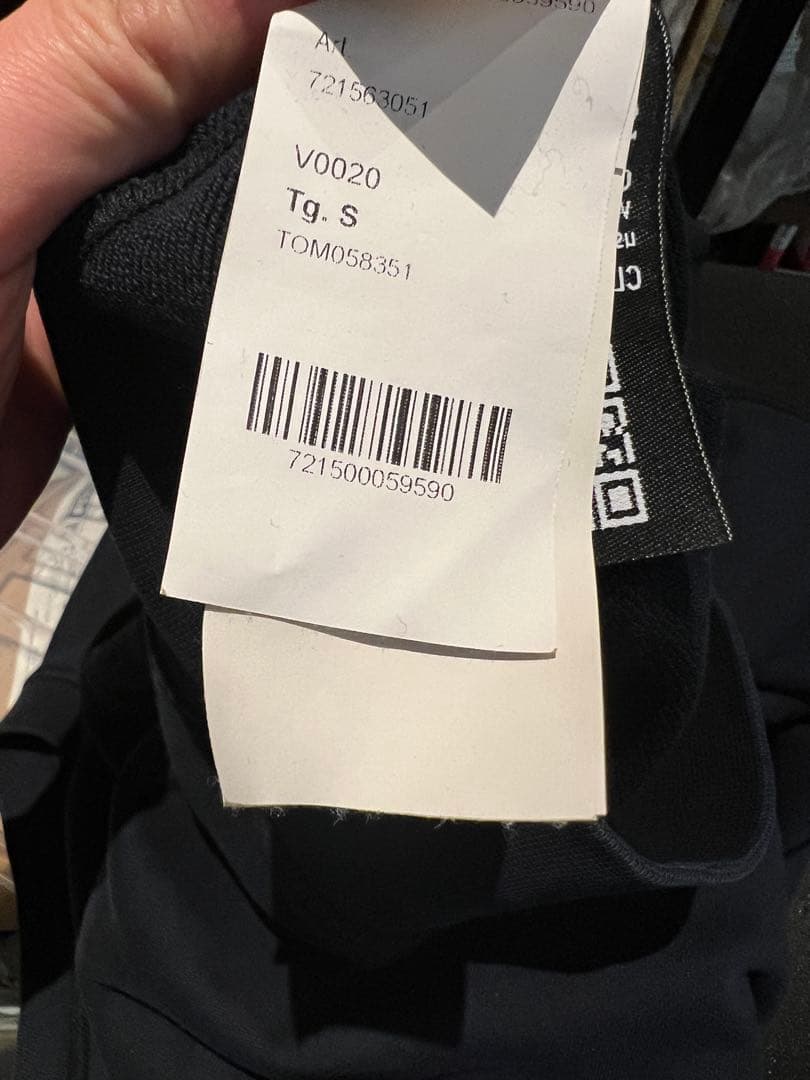 Art.
721563051
V0020
Tg. S
TOM058351
721500059590